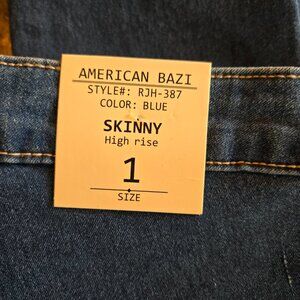 AMERICAN BAZI
STYLE#: RJH-387
COLOR: BLUE
SKINNY
High rise
1
SIZE